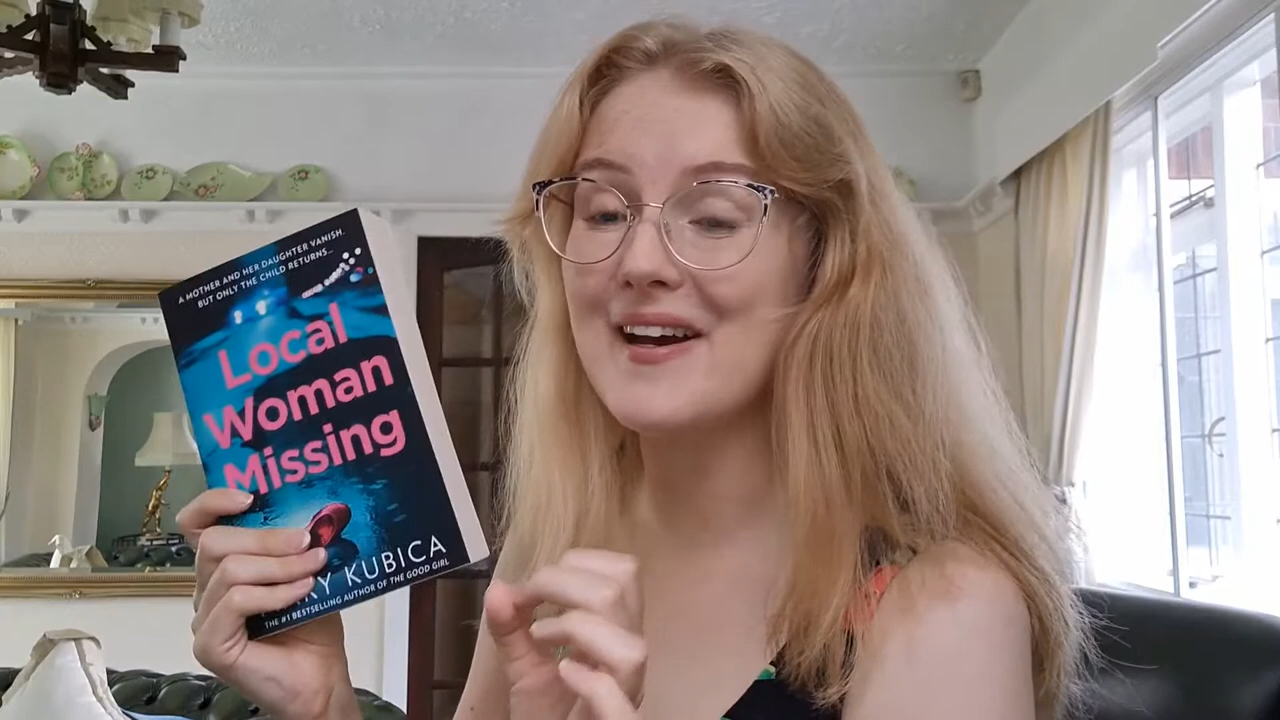 A MOTHER AND HER DAUGHTER VANISH.
BUT ONLY THE CHILD RETURNS...
Local
Woman
Missing
KUBICA
THE #1 BESTSELLING AUTHOR OF THE GOOD GIRL